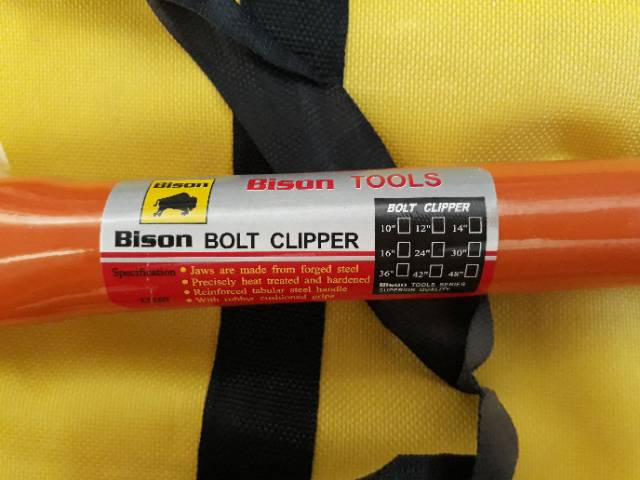 Bison
Bison TOOLS
Bison BOLT CLIPPER
BOLT CLIPPER
10" 12" 14"
16" 24" 30"
36" 42" 48"
Bison TOOLS SERIES
SUPERIOR QUALITY
Specification
• Jaws are made from forged steel
• Precisely heat treated and hardened
• Reinforced tabular steel handle
• With rubber cushioned grips